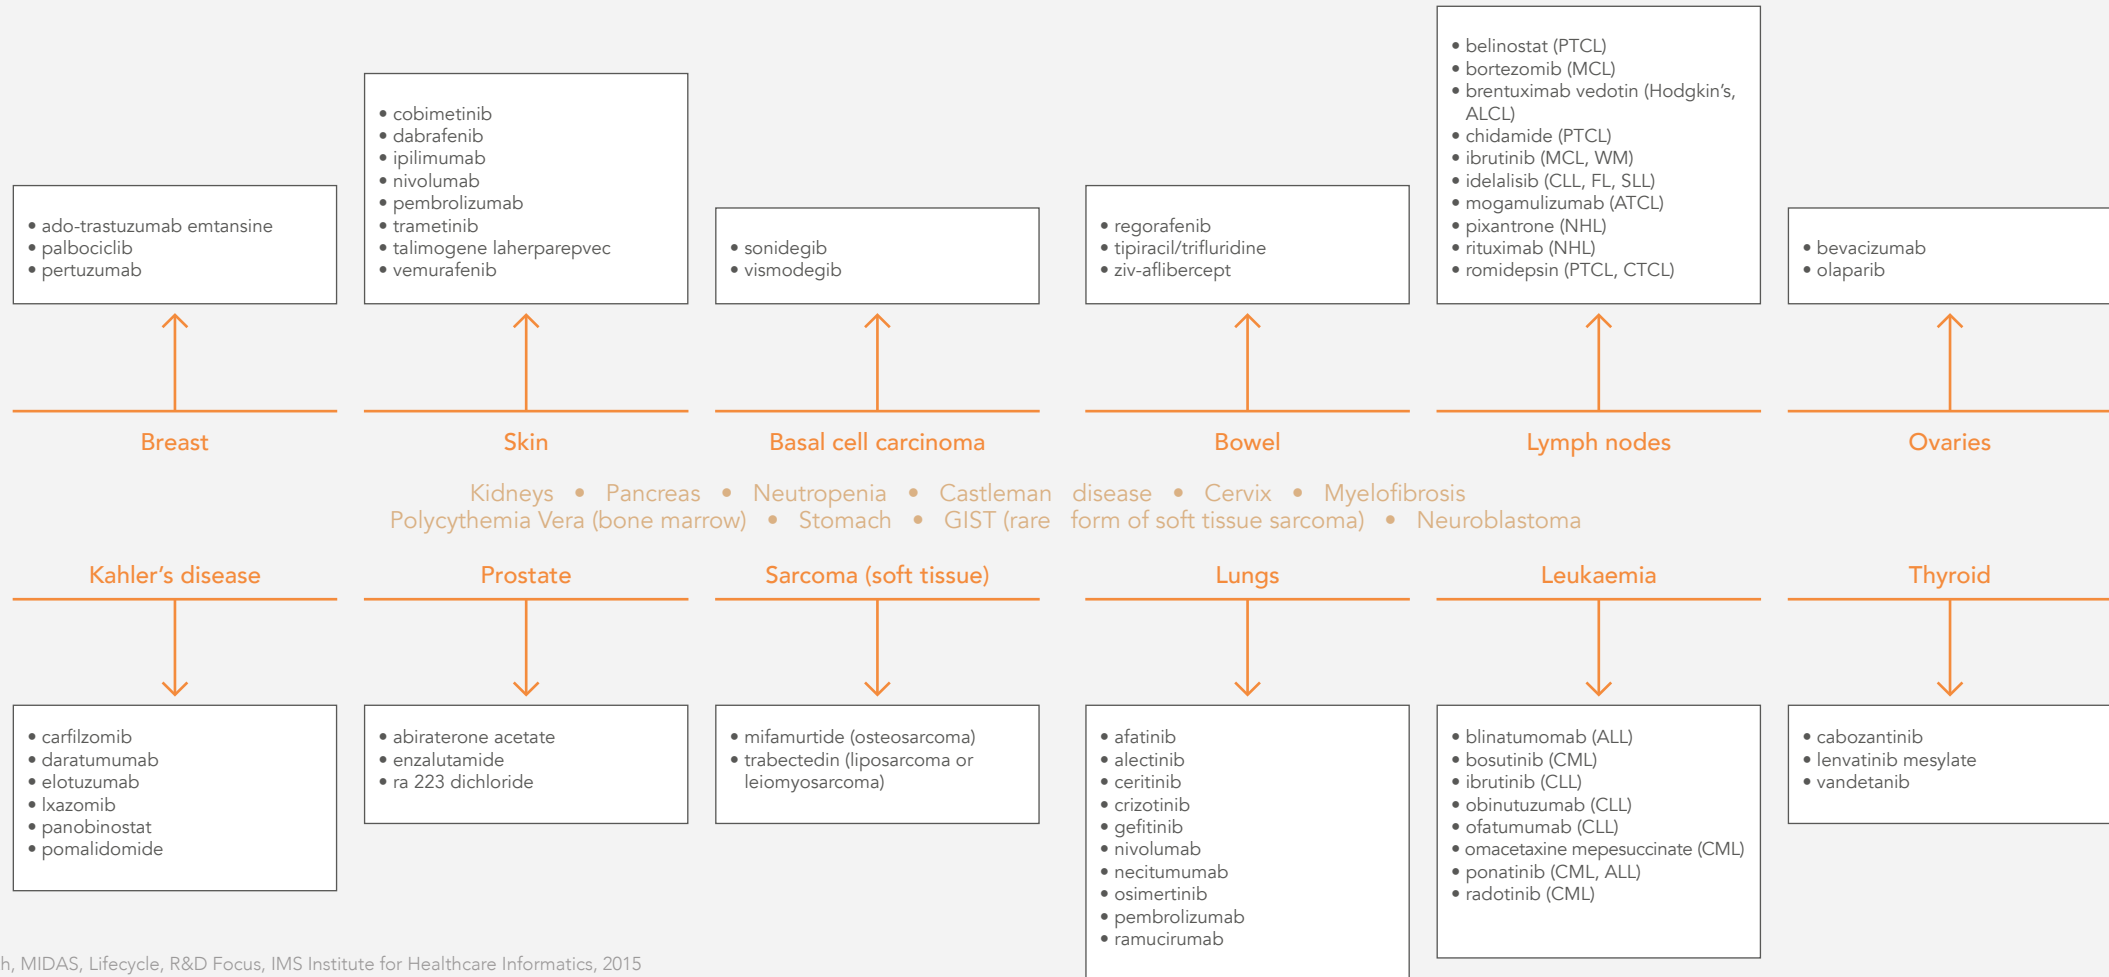 • ado-trastuzumab emtansine
• palbociclib
• pertuzumab
Breast
• cobimetinib
• dabrafenib
• ipilimumab
• nivolumab
• pembrolizumab
• trametinib
• talimogene laherparepvec
• vemurafenib
Skin
• sonidegib
• vismodegib
Basal cell carcinoma
• regorafenib
• tipiracil/trifluridine
• ziv-aflibercept
Bowel
• belinostat (PTCL)
• bortezomib (MCL)
• brentuximab vedotin (Hodgkin's,
ALCL)
• chidamide (PTCL)
• ibrutinib (MCL, WM)
• idelalisib (CLL, FL, SLL)
• mogamulizumab (ATCL)
• pixantrone (NHL)
• rituximab (NHL)
• romidepsin (PTCL, CTCL)
Lymph nodes
• bevacizumab
• olaparib
Ovaries
Kidneys • Pancreas • Neutropenia • Castleman disease • Cervix • Myelofibrosis
Polycythemia Vera (bone marrow) • Stomach • GIST (rare form of soft tissue sarcoma) • Neuroblastoma
Kahler's disease
• carfilzomib
• daratumumab
• elotuzumab
• Ixazomib
• panobinostat
• pomalidomide
Prostate
• abiraterone acetate
• enzalutamide
• ra 223 dichloride
Sarcoma (soft tissue)
• mifamurtide (osteosarcoma)
• trabectedin (liposarcoma or
leiomyosarcoma)
Lungs
• afatinib
• alectinib
• ceritinib
• crizotinib
• gefitinib
• nivolumab
• necitumumab
• osimertinib
• pembrolizumab
• ramucirumab
Leukaemia
• blinatumomab (ALL)
• bosutinib (CML)
• ibrutinib (CLL)
• obinutuzumab (CLL)
• ofatumumab (CLL)
• omacetaxine mepesuccinate (CML)
• ponatinib (CML, ALL)
• radotinib (CML)
Thyroid
• cabozantinib
• lenvatinib mesylate
• vandetanib
h, MIDAS, Lifecycle, R&D Focus, IMS Institute for Healthcare Informatics, 2015